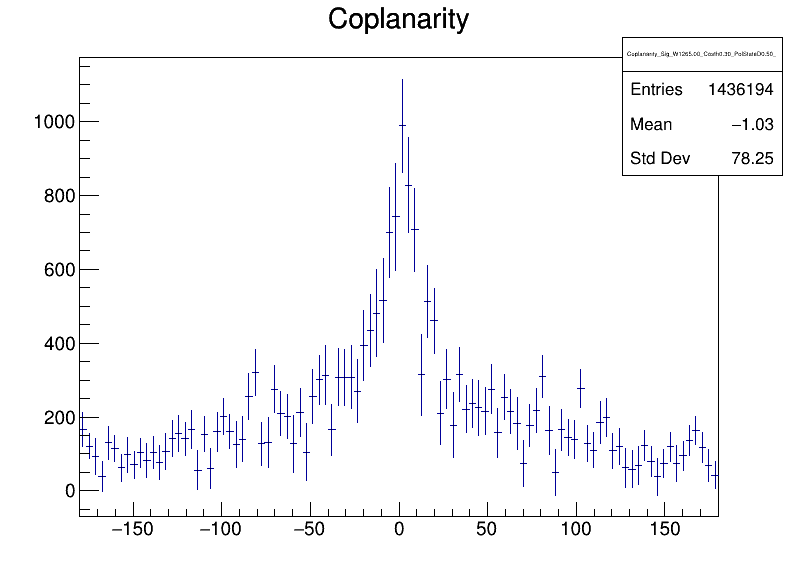 Coplanarity
Coplanarity_Sig_W1265.00_Costh0.30_PolStateD0.50_
Entries 1436194
Mean −1.03
Std Dev 78.25
1000
800
600
400
200
0
−150 −100 −50 0 50 100 150